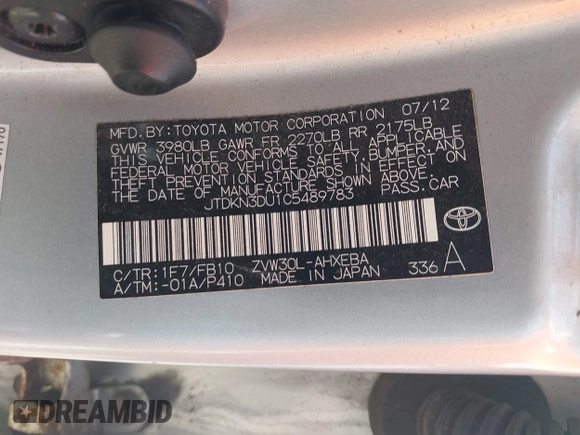 MFD. BY: TOYOTA MOTOR CORPORATION 07/12
GVWR 3980LB GAWR FR 2270LB RR 2175LB
THIS VEHICLE CONFORMS TO ALL APPLICABLE
FEDERAL MOTOR VEHICLE SAFETY, BUMPER, AND
THEFT PREVENTION STANDARDS IN EFFECT ON
THE DATE OF MANUFACTURE SHOWN ABOVE.
JTDKN3DU1C5489783 PASS. CAR
C/TR: 1F7/FB10 ZVW30L-AHXEBA
A/TM:-01A/P410 MADE IN JAPAN 336 A
DREAMBID